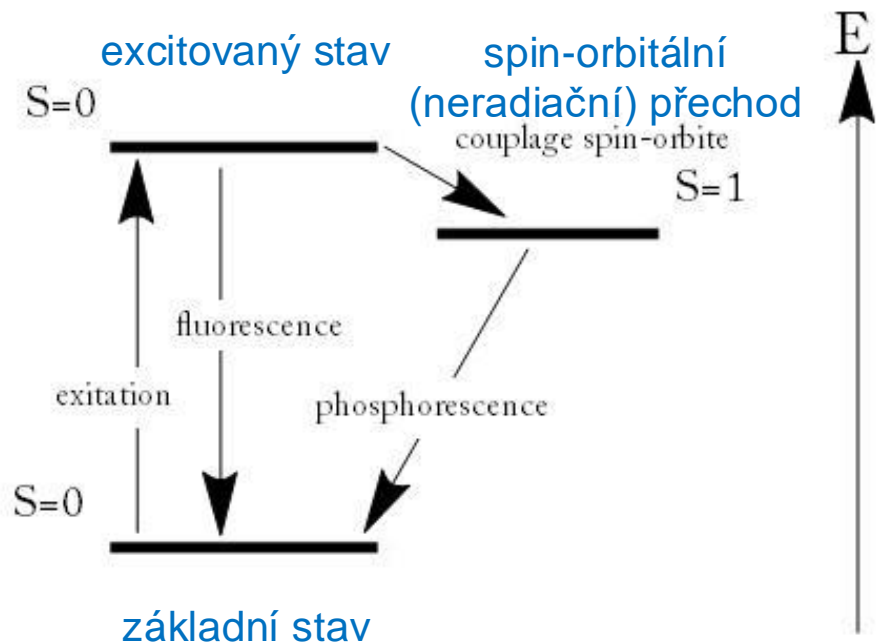 excitovaný stav
spin-orbitální
(neradiační) přechod
E
S=0
couplage spin-orbite
S=1
fluorescence
exitation
phosphorescence
S=0
základní stav